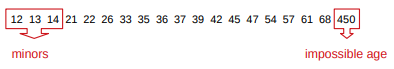 12 13 14 21 22 26 33 35 36 37 39 42 45 47 54 57 61 68 450
minors impossible age